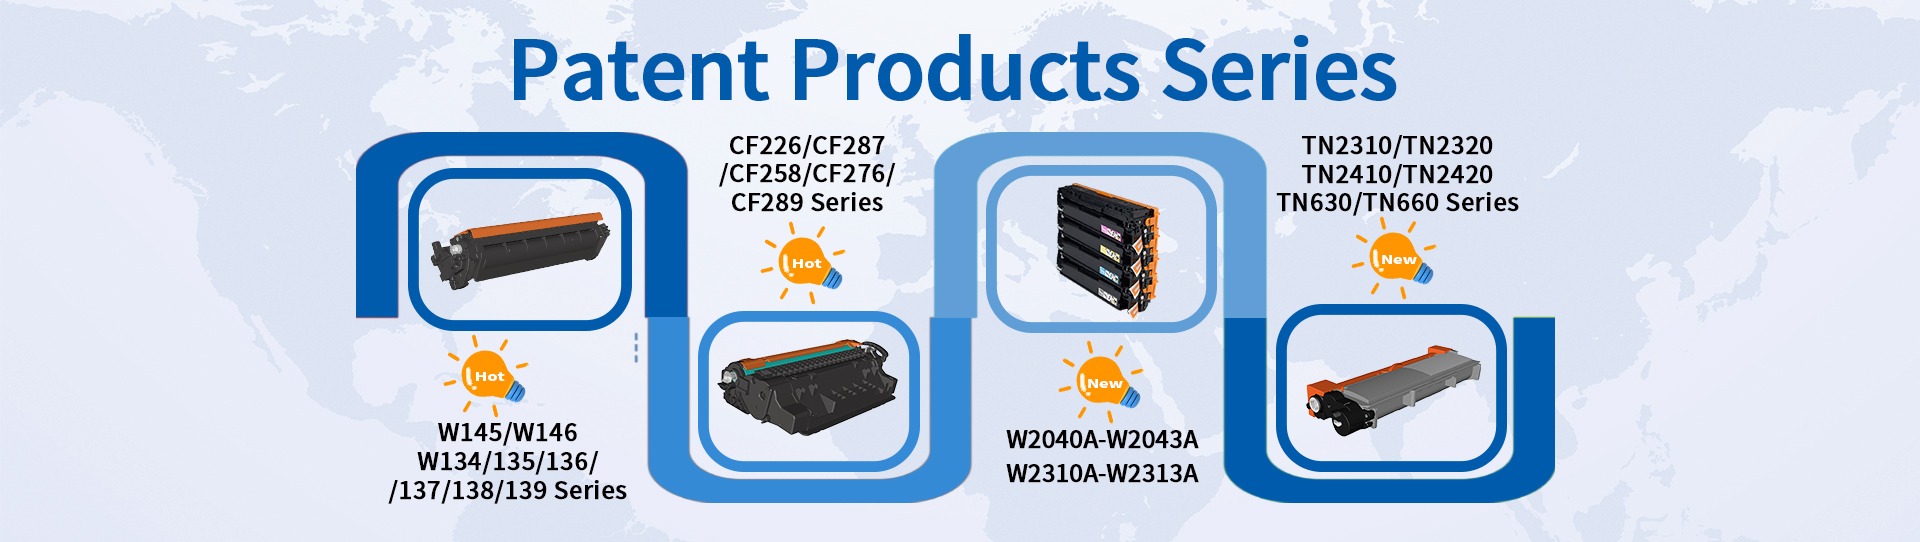 Patent Products Series
Hot
W145/W146
W134/135/136/
/137/138/139 Series
CF226/CF287
/CF258/CF276/
CF289 Series
Hot
New
W2040A-W2043A
W2310A-W2313A
TN2310/TN2320
TN2410/TN2420
TN630/TN660 Series
New